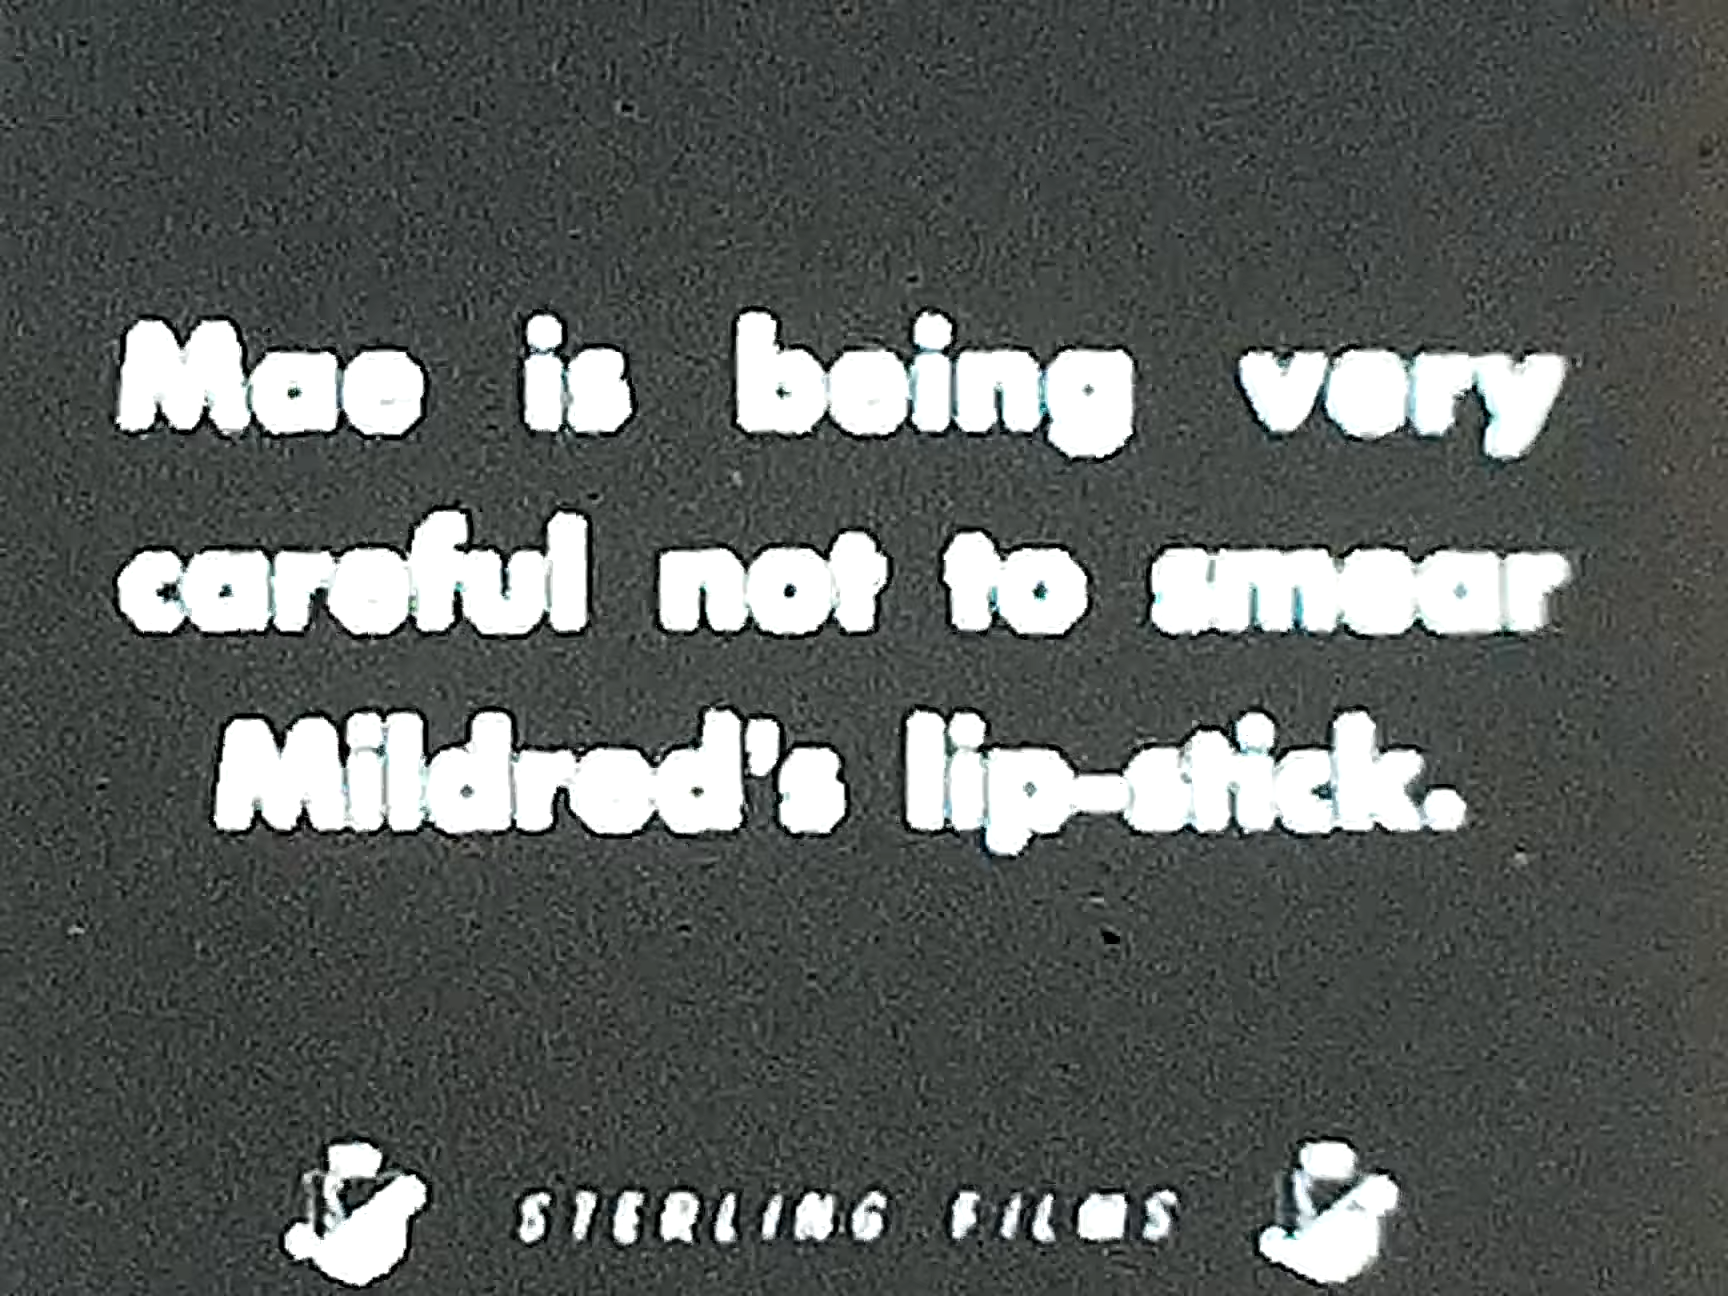 Mae is being very
careful not to smear
Mildred's lip-stick.
STERLING FILMS